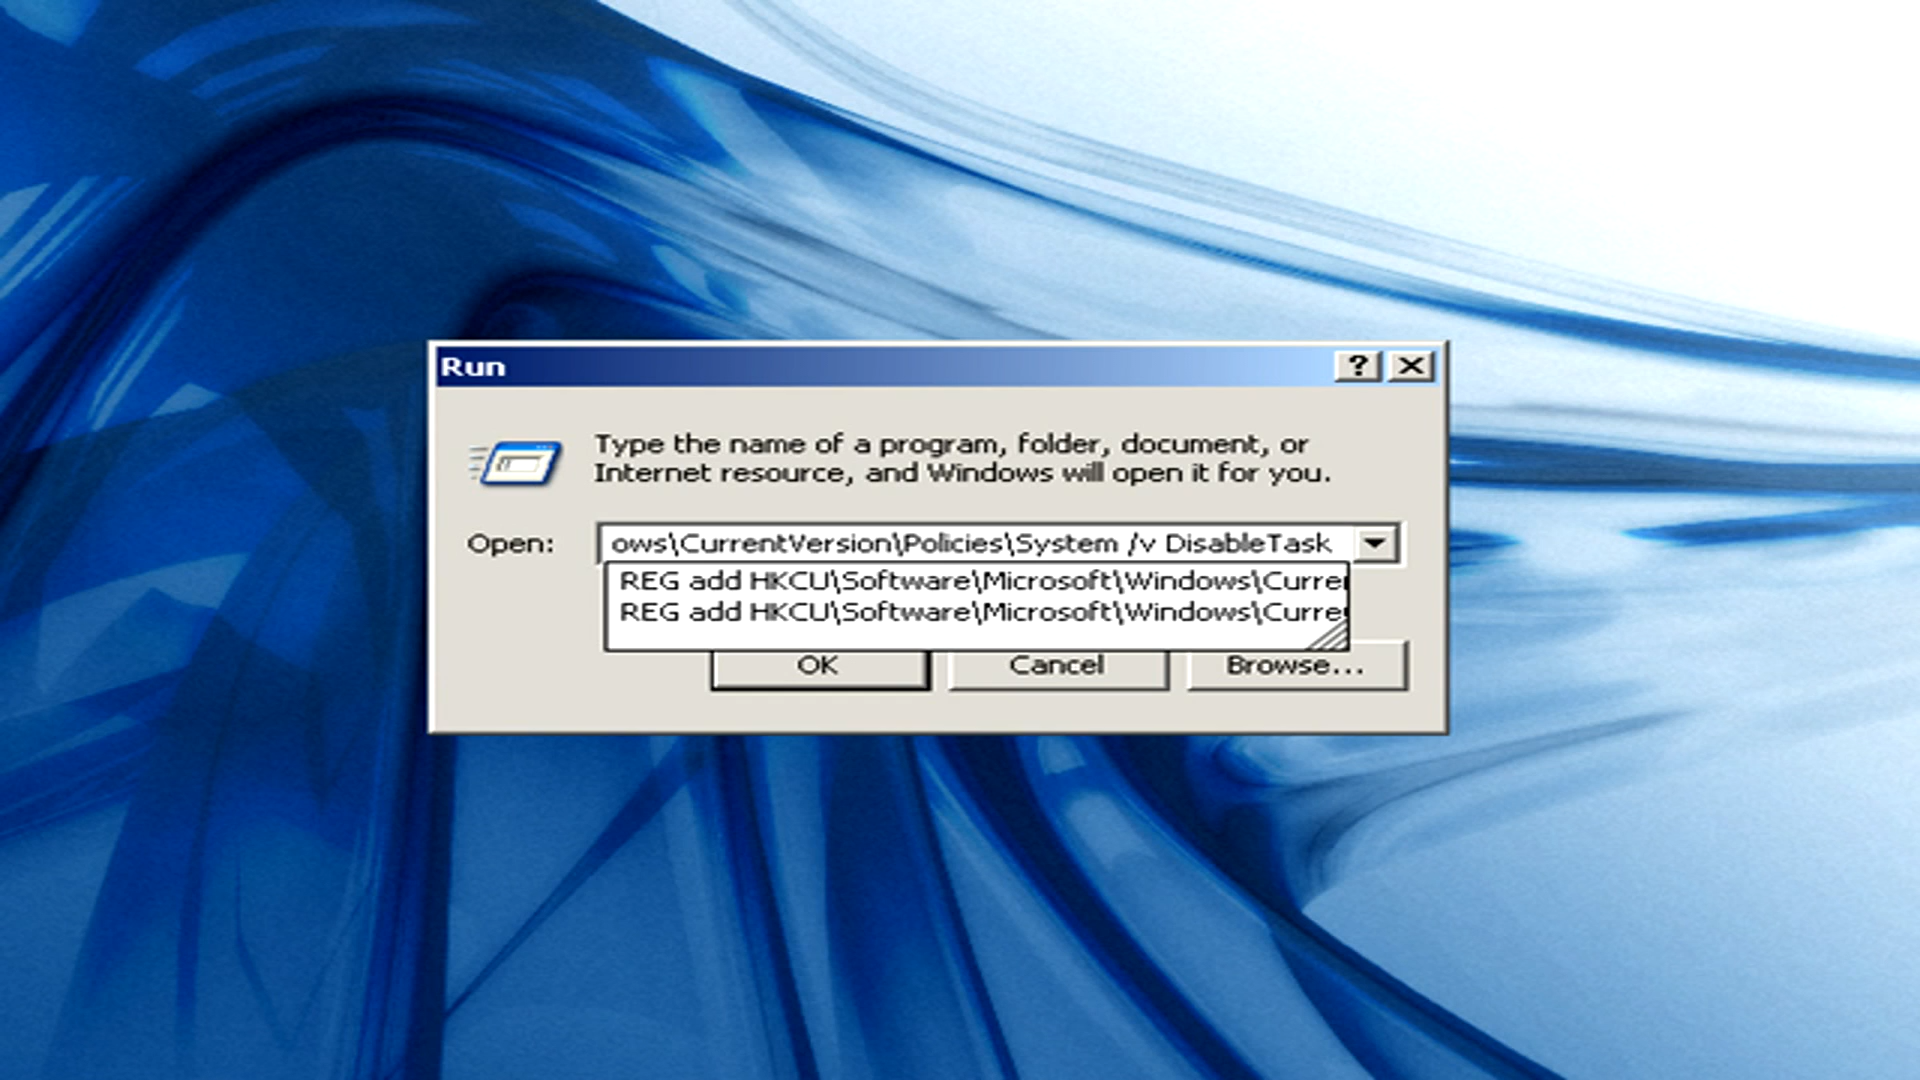 Run
Type the name of a program, folder, document, or
Internet resource, and Windows will open it for you.
Open:
ows\CurrentVersion\Policies\System /v DisableTask
REG add HKCU\Software\Microsoft\Windows\Curre
REG add HKCU\Software\Microsoft\Windows\Curre
OK
Cancel
Browse...